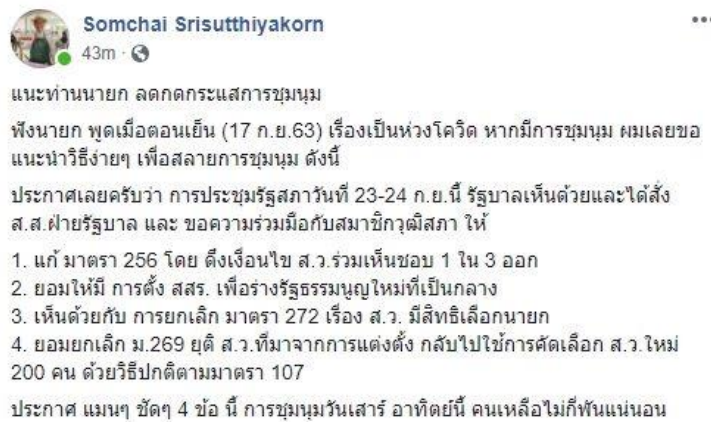 Somchai Srisutthiyakorn
43m ·
แนะท่านนายก ลดกดกระแสการชุมนุม
ฟังนายก พูดเมื่อตอนเย็น (17 ก.ย.63) เรื่องเป็นห่วงโควิด หากมีการชุมนุม ผมเลยขอ
แนะนำวิธีง่ายๆ เพื่อสลายการชุมนุม ดังนี้
ประกาศเลยครับว่า การประชุมรัฐสภาวันที่ 23-24 ก.ย.นี้ รัฐบาลเห็นด้วยและได้สั่ง
ส.ส.ฝ่ายรัฐบาล และ ขอความร่วมมือกับสมาชิกวุฒิสภา ให้
1. แก้ มาตรา 256 โดย ดึงเงื่อนไข ส.ว.ร่วมเห็นชอบ 1 ใน 3 ออก
2. ยอมให้มี การตั้ง สสร. เพื่อร่างรัฐธรรมนูญใหม่ที่เป็นกลาง
3. เห็นด้วยกับ การยกเลิก มาตรา 272 เรื่อง ส.ว. มีสิทธิเลือกนายก
4. ยอมยกเลิก ม.269 ยุติ ส.ว.ที่มาจากการแต่งตั้ง กลับไปใช้การคัดเลือก ส.ว.ใหม่
200 คน ด้วยวิธีปกติตามมาตรา 107
ประกาศ แมนๆ ชัดๆ 4 ข้อ นี้ การชุมนุมวันเสาร์ อาทิตย์นี้ คนเหลือไม่กี่พันแน่นอน